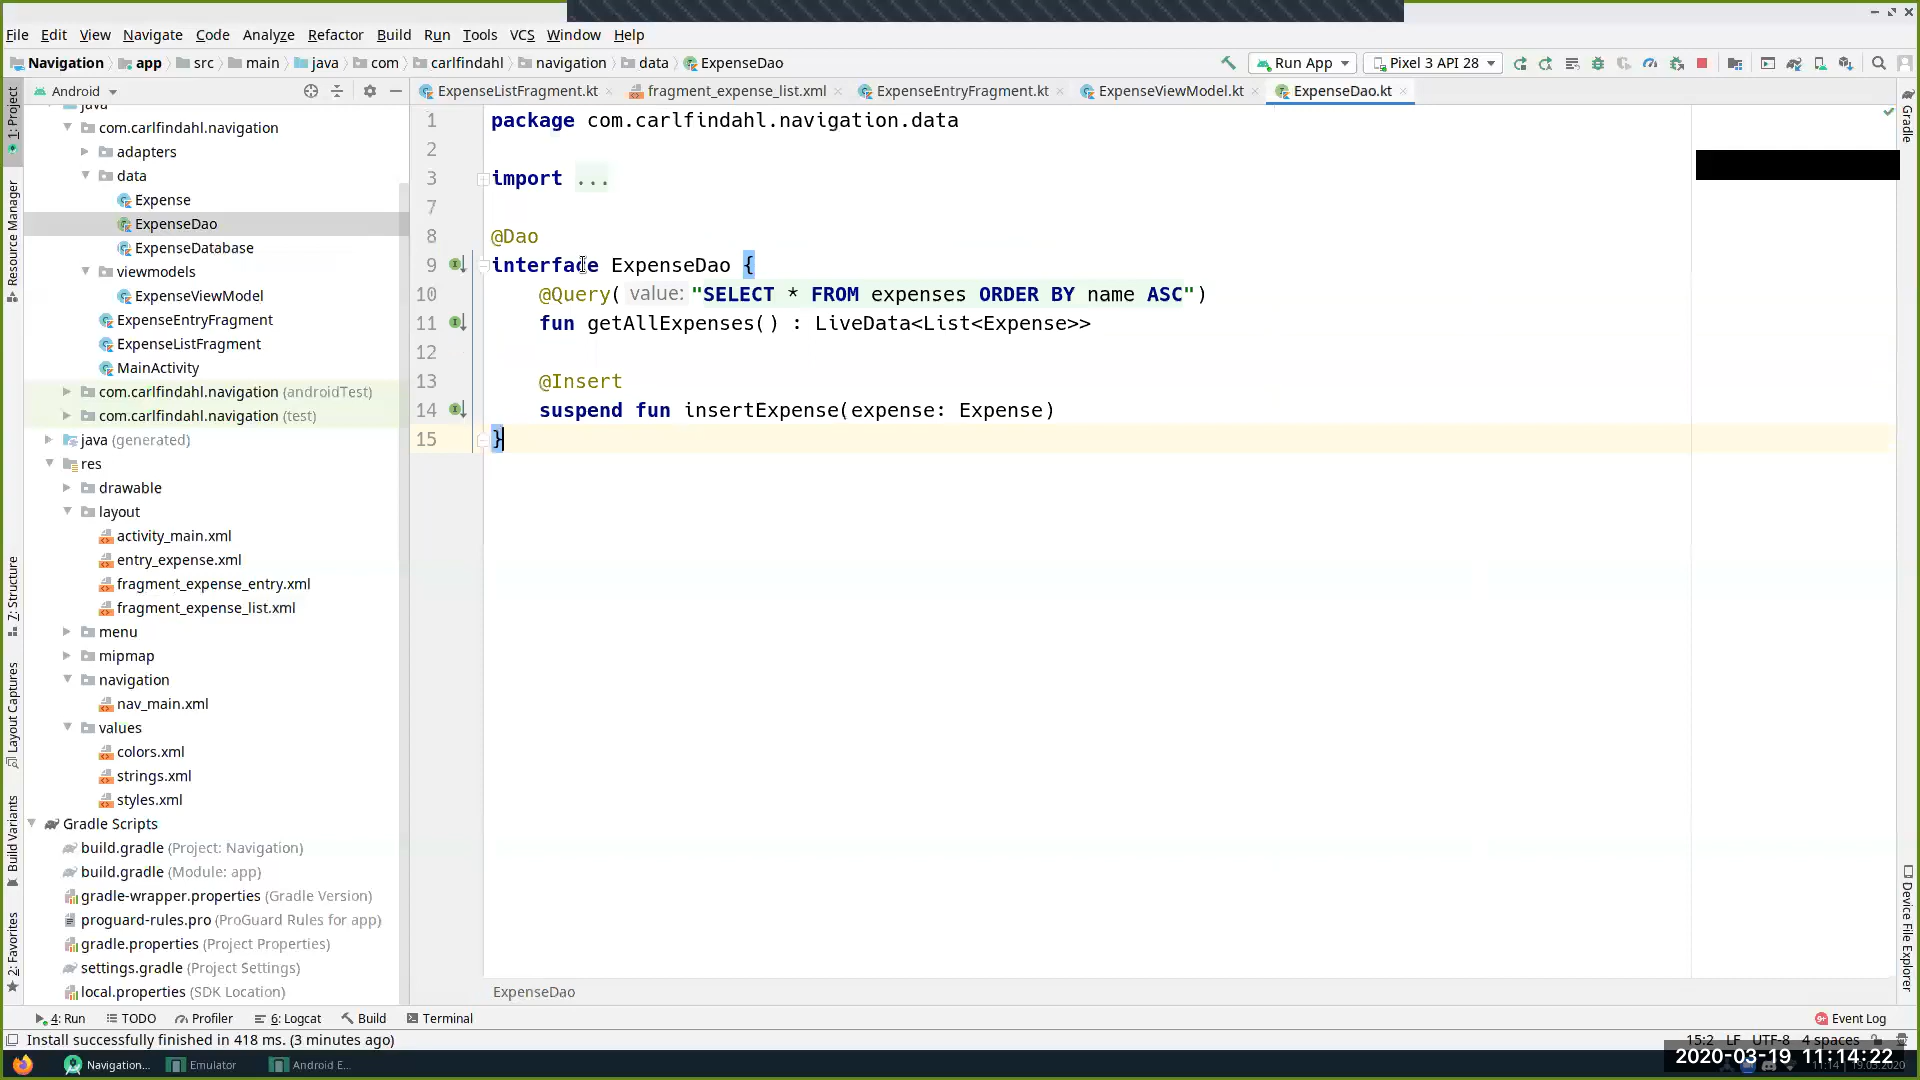 File Edit View Navigate Code Analyze Refactor Build Run Tools VCS Window Help
Navigation app src main java com carlfindahl navigation data ExpenseDao Run App Pixel 3 API 28
Android ExpenseListFragment.kt fragment_expense_list.xml ExpenseEntryFragment.kt ExpenseViewModel.kt ExpenseDao.kt
1: Project
Resource Manager
7: Structure
Layout Captures
Build Variants
2: Favorites
java
com.carlfindahl.navigation
adapters
data
Expense
ExpenseDao
ExpenseDatabase
viewmodels
ExpenseViewModel
ExpenseEntryFragment
ExpenseListFragment
MainActivity
com.carlfindahl.navigation (androidTest)
com.carlfindahl.navigation (test)
java (generated)
res
drawable
layout
activity_main.xml
entry_expense.xml
fragment_expense_entry.xml
fragment_expense_list.xml
menu
mipmap
navigation
nav_main.xml
values
colors.xml
strings.xml
styles.xml
Gradle Scripts
build.gradle (Project: Navigation)
build.gradle (Module: app)
gradle-wrapper.properties (Gradle Version)
proguard-rules.pro (ProGuard Rules for app)
gradle.properties (Project Properties)
settings.gradle (Project Settings)
local.properties (SDK Location)
1 package com.carlfindahl.navigation.data
2
3 import ...
7
8 @Dao
9 interface ExpenseDao {
10 @Query( value: "SELECT * FROM expenses ORDER BY name ASC")
11 fun getAllExpenses() : LiveData<List<Expense>>
12
13 @Insert
14 suspend fun insertExpense(expense: Expense)
15 }
ExpenseDao
Gradle
Device File Explorer
4: Run TODO Profiler 6: Logcat Build Terminal Event Log
Install successfully finished in 418 ms. (3 minutes ago) 15:2 LF UTF-8 4 spaces
Navigation... Emulator Android E...
2020-03-19 11:14:22
11:14 19.03.2020